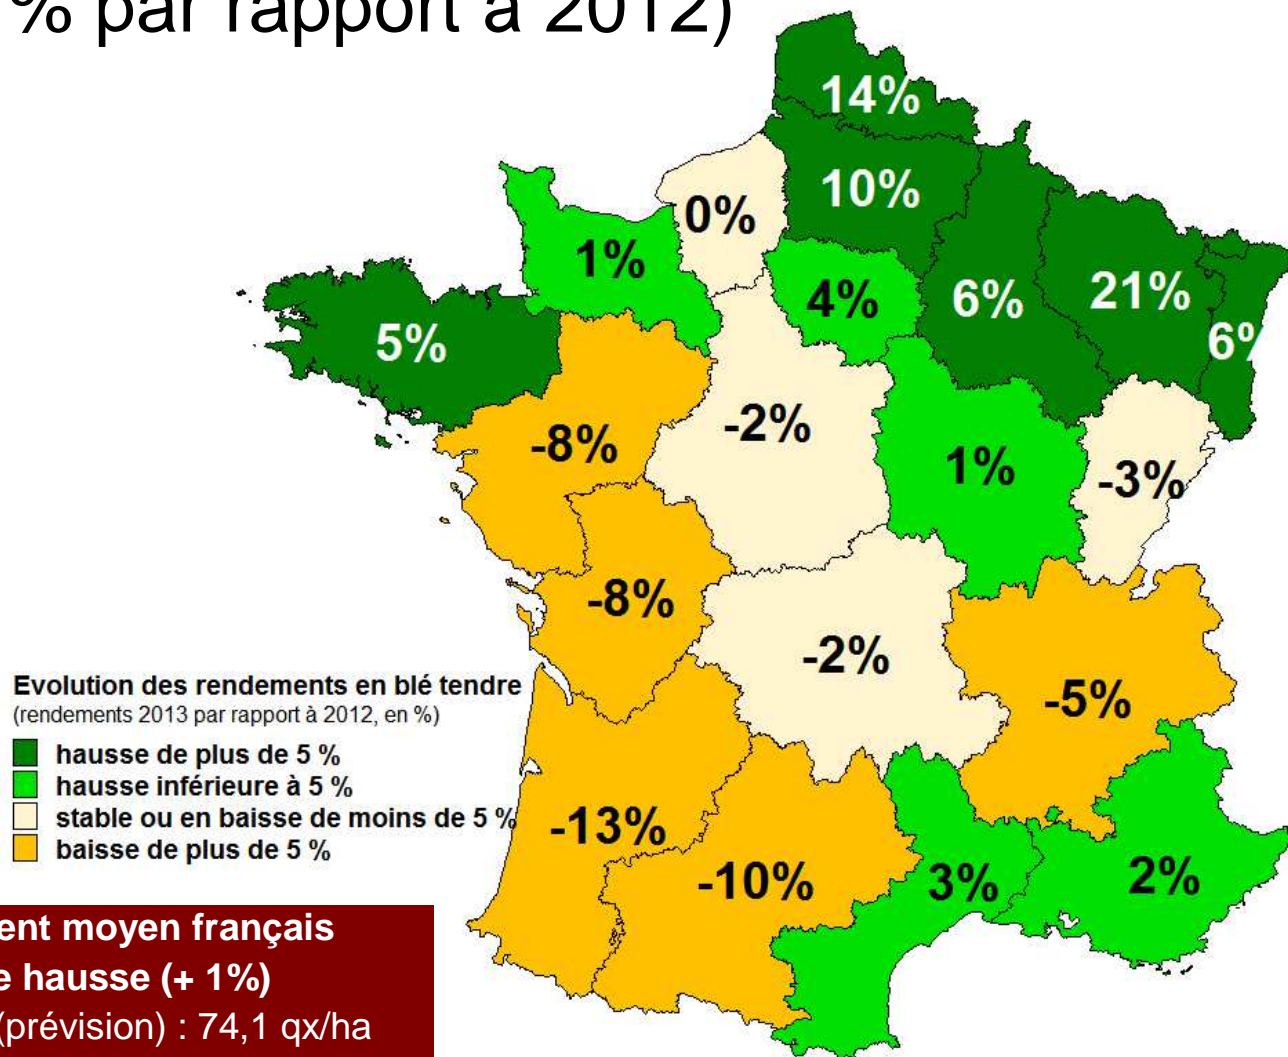 % par rapport à 2012)
14%
10%
0%
1%
4%
6%
21%
6%
5%
-8%
-2%
1%
-3%
-8%
-2%
-5%
-13%
-10%
3%
2%
Evolution des rendements en blé tendre
(rendements 2013 par rapport à 2012, en %)
hausse de plus de 5 %
hausse inférieure à 5 %
stable ou en baisse de moins de 5 %
baisse de plus de 5 %
moyen français
hausse (+ 1%)
(prévision) : 74,1 qx/ha